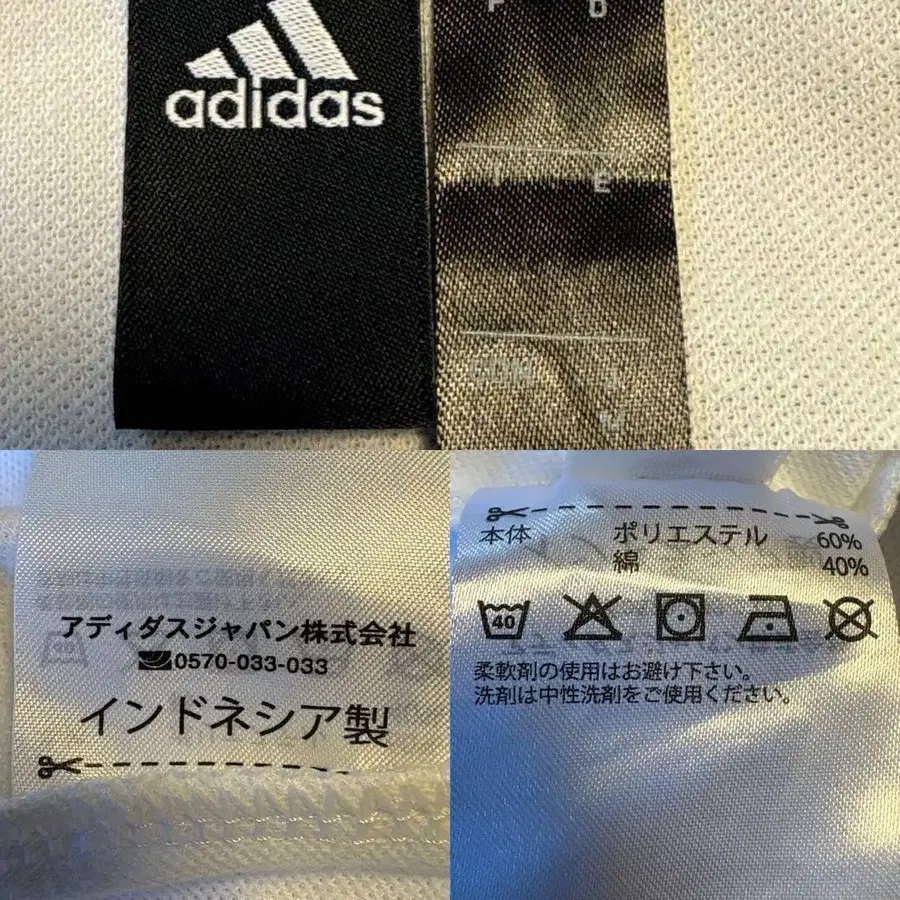 adidas
F D
I E
アディダスジャパン株式会社
0570-033-033
インドネシア製
本体 ポリエステル 60%
綿 40%
40
柔軟剤の使用はお避け下さい。
洗剤は中性洗剤をご使用ください。